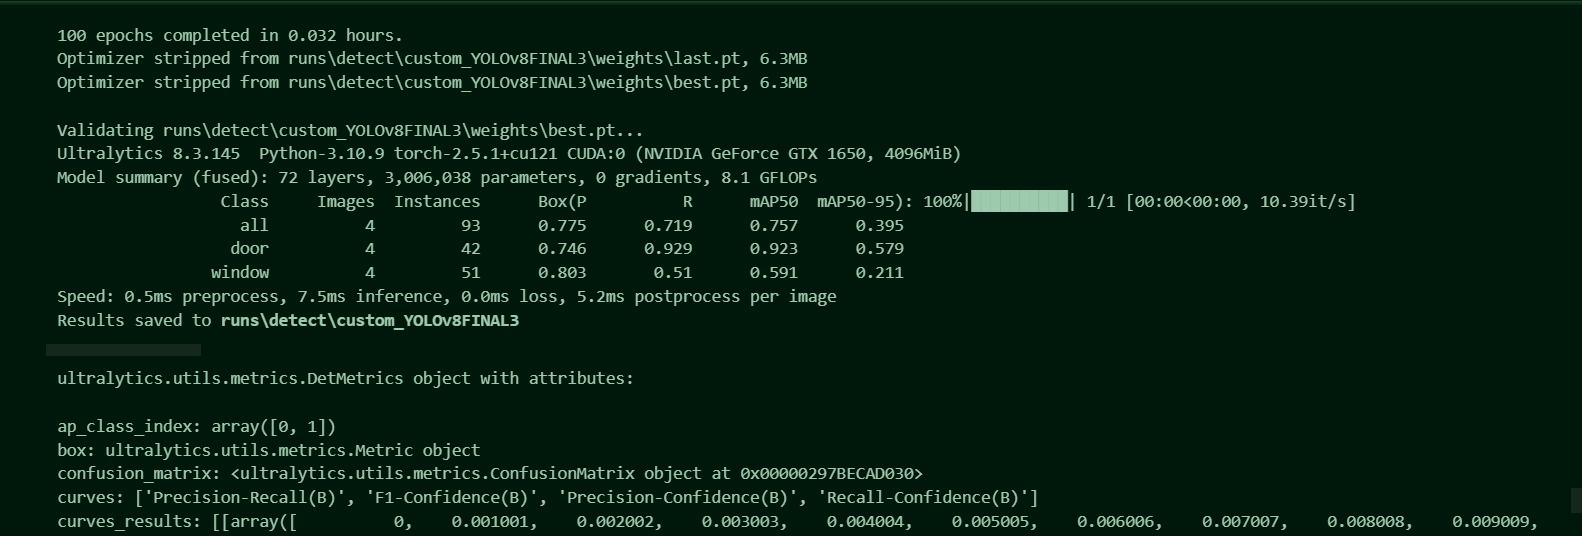 100 epochs completed in 0.032 hours.
Optimizer stripped from runs\detect\custom_YOLOv8FINAL3\weights\last.pt, 6.3MB
Optimizer stripped from runs\detect\custom_YOLOv8FINAL3\weights\best.pt, 6.3MB
Validating runs\detect\custom_YOLOv8FINAL3\weights\best.pt...
Ultralytics 8.3.145  Python-3.10.9 torch-2.5.1+cu121 CUDA:0 (NVIDIA GeForce GTX 1650, 4096MiB)
Model summary (fused): 72 layers, 3,006,038 parameters, 0 gradients, 8.1 GFLOPs
Class     Images  Instances      Box(P          R      mAP50  mAP50-95): 100%|██████████| 1/1 [00:00<00:00, 10.39it/s]
all          4         93      0.775      0.719      0.757      0.395
door          4         42      0.746      0.929      0.923      0.579
window          4         51      0.803       0.51      0.591      0.211
Speed: 0.5ms preprocess, 7.5ms inference, 0.0ms loss, 5.2ms postprocess per image
Results saved to runs\detect\custom_YOLOv8FINAL3
ultralytics.utils.metrics.DetMetrics object with attributes:
ap_class_index: array([0, 1])
box: ultralytics.utils.metrics.Metric object
confusion_matrix: <ultralytics.utils.metrics.ConfusionMatrix object at 0x00000297BECAD030>
curves: ['Precision-Recall(B)', 'F1-Confidence(B)', 'Precision-Confidence(B)', 'Recall-Confidence(B)']
curves_results: [[array([          0,    0.001001,    0.002002,    0.003003,    0.004004,    0.005005,    0.006006,    0.007007,    0.008008,    0.009009,